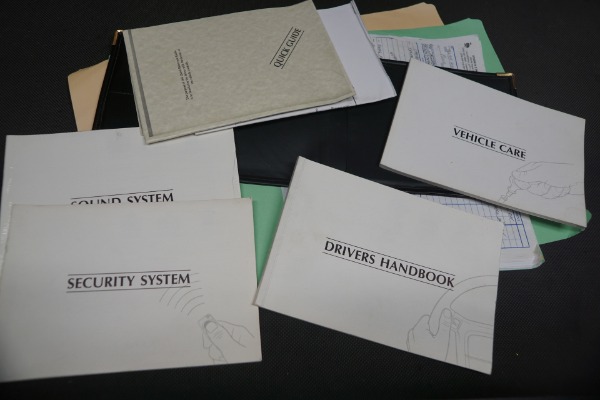 QUICK GUIDE
VEHICLE CARE
SOUND SYSTEM
DRIVERS HANDBOOK
SECURITY SYSTEM